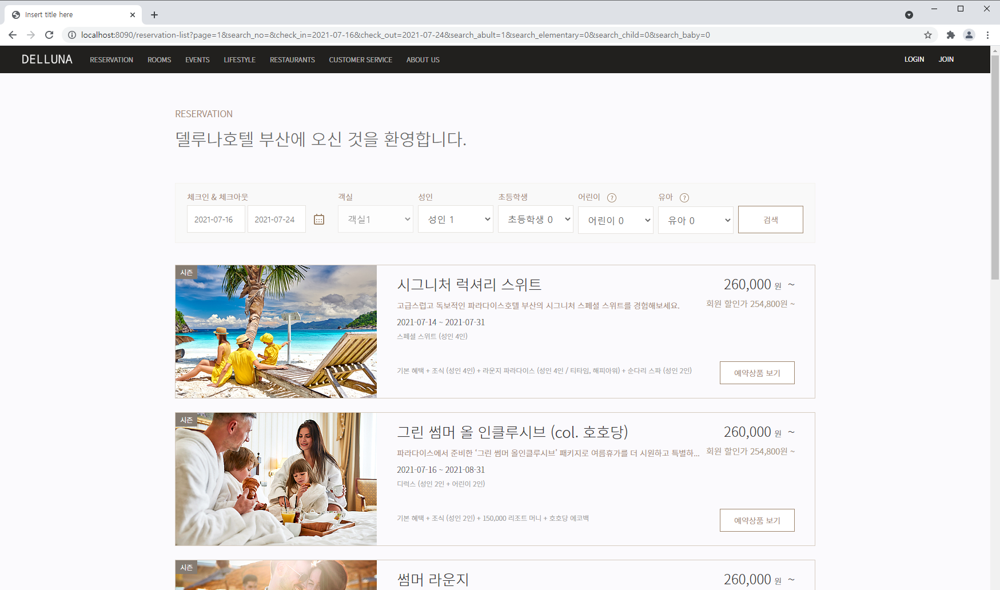 Insert title here
localhost:8090/reservation-list?page=1&search_no=&check_in=2021-07-16&check_out=2021-07-24&search_abult=1&search_elementary=0&search_child=0&search_baby=0
DELLUNA RESERVATION ROOMS EVENTS LIFESTYLE RESTAURANTS CUSTOMER SERVICE ABOUT US LOGIN JOIN
RESERVATION
델루나호텔 부산에 오신 것을 환영합니다.
체크인 & 체크아웃 객실 성인 초등학생 어린이 ? 유아 ?
2021-07-16 2021-07-24 객실1 성인 1 초등학생 0 어린이 0 유아 0 검색
시즌
시그니처 럭셔리 스위트 260,000 원 ~
고급스럽고 독보적인 파라다이스호텔 부산의 시그니처 스페셜 스위트를 경험해보세요. 회원 할인가 254,800원 ~
2021-07-14 ~ 2021-07-31
스페셜 스위트 (성인 4인)
기본 혜택 + 조식 (성인 4인) + 라운지 파라다이스 (성인 4인 / 티타임, 해피아워) + 순다리 스파 (성인 2인) 예약상품 보기
시즌
그린 썸머 올 인클루시브 (col. 호호당) 260,000 원 ~
파라다이스에서 준비한 ‘그린 썸머 올인클루시브’ 패키지로 여름휴가를 더 시원하고 특별하... 회원 할인가 254,800원 ~
2021-07-16 ~ 2021-08-31
디럭스 (성인 2인 + 어린이 2인)
기본 혜택 + 조식 (성인 2인) + 150,000 리조트 머니 + 호호당 에코백 예약상품 보기
시즌
썸머 라운지 260,000 원 ~